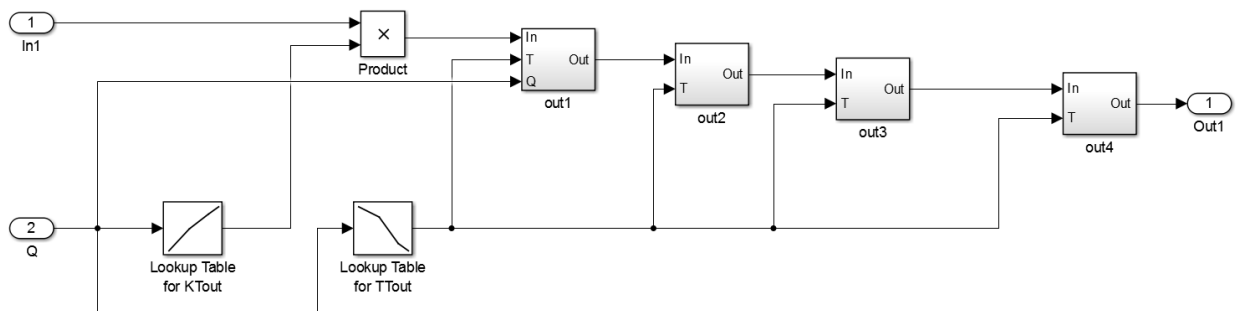 1
In1
×
Product
In
T
Q
Out
out1
In
T
Out
out2
In
T
Out
out3
In
T
Out
out4
1
Out1
2
Q
Lookup Table
for KTout
Lookup Table
for TTout